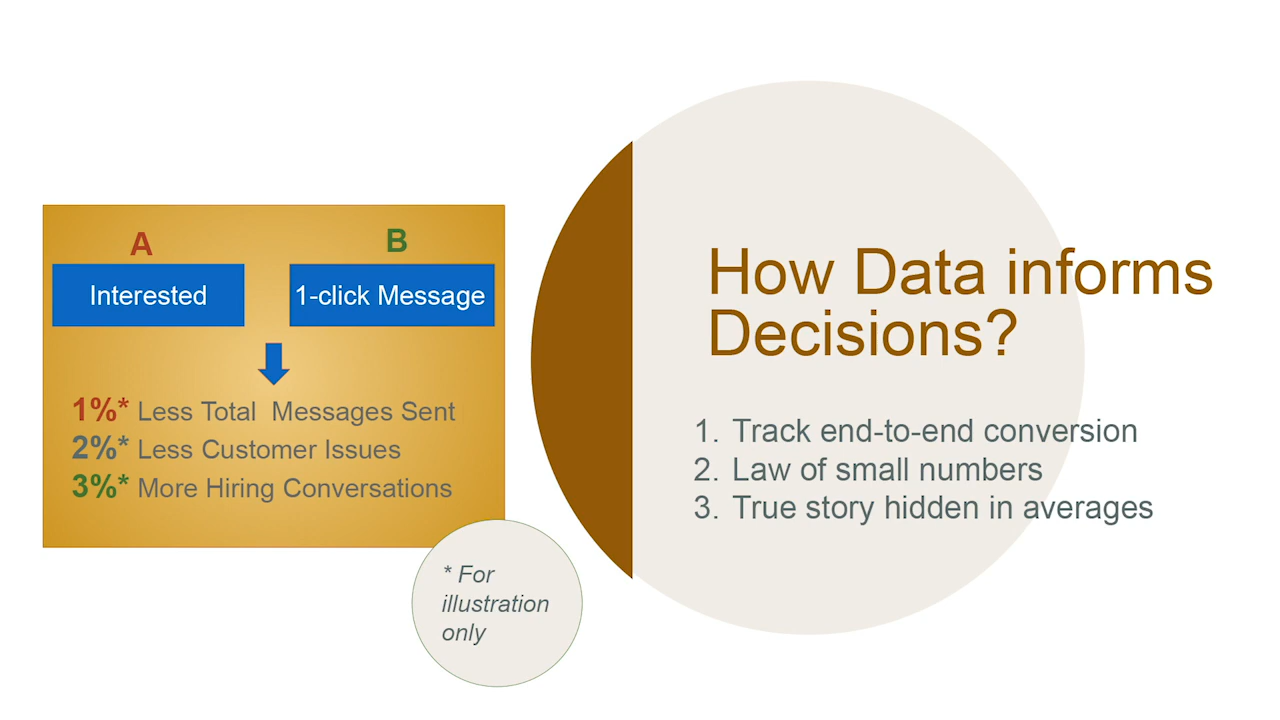 A
B
Interested
1-click Message
1%* Less Total Messages Sent
2%* Less Customer Issues
3%* More Hiring Conversations
* For
illustration
only
How Data informs
Decisions?
1. Track end-to-end conversion
2. Law of small numbers
3. True story hidden in averages